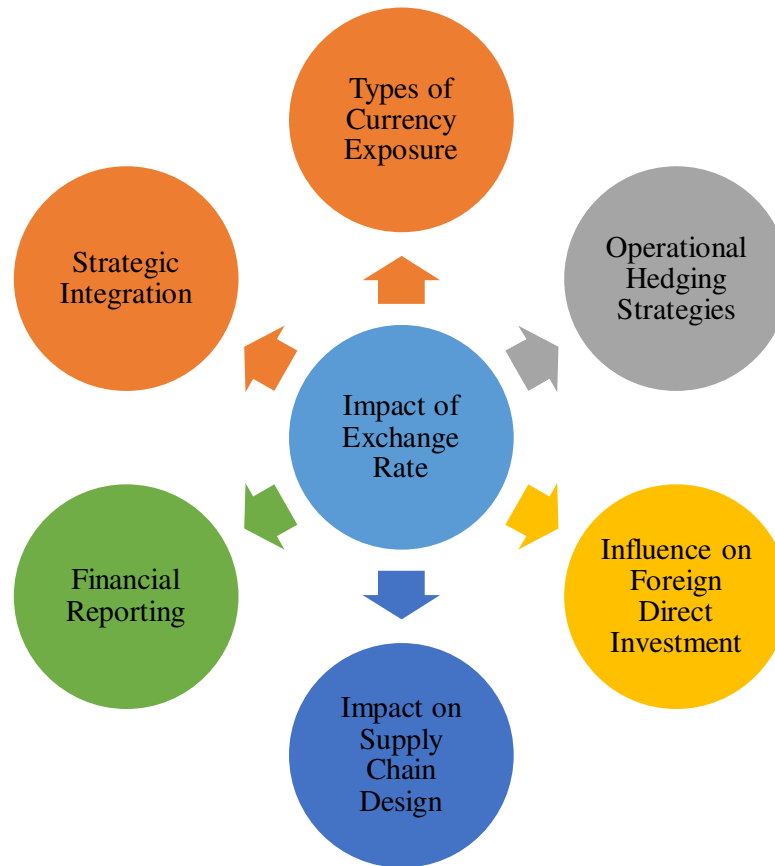 Types of
Currency
Exposure
Operational
Hedging
Strategies
Influence on
Foreign
Direct
Investment
Impact on
Supply
Chain
Design
Financial
Reporting
Strategic
Integration
Impact of
Exchange
Rate